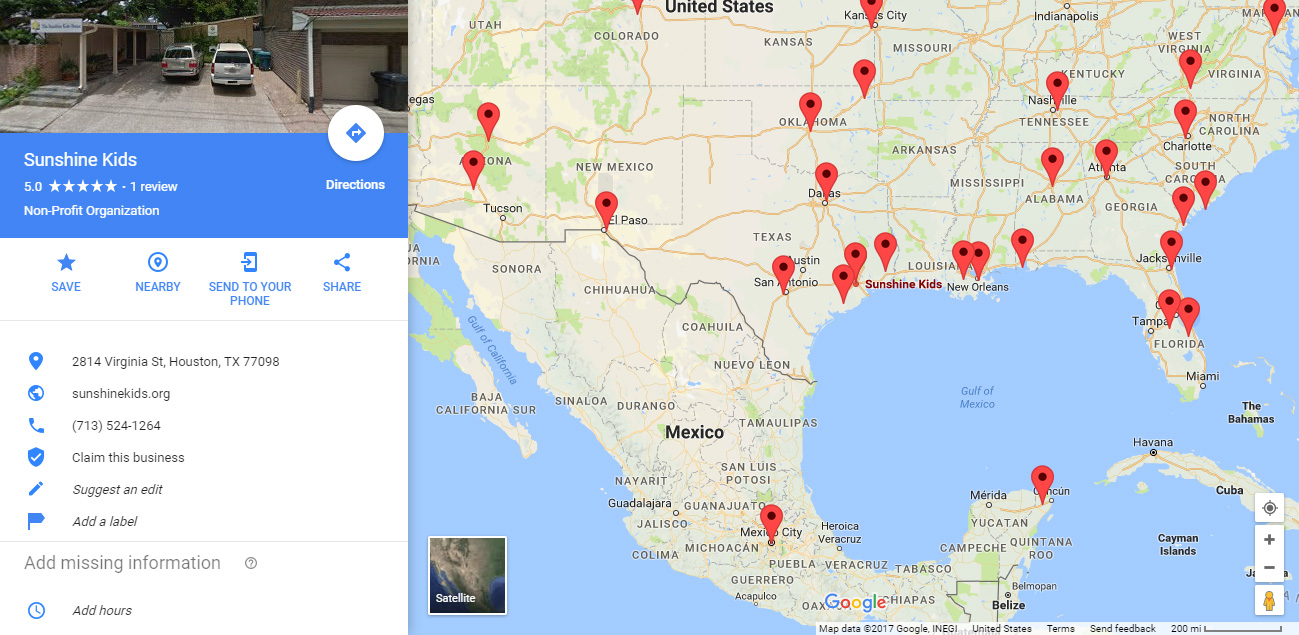 The Sunshine Kids House
Sunshine Kids
5.0 ★★★★★ · 1 review
Non-Profit Organization
Directions
SAVE
NEARBY
SEND TO YOUR
PHONE
SHARE
2814 Virginia St, Houston, TX 77098
sunshinekids.org
(713) 524-1264
Claim this business
Suggest an edit
Add a label
Add missing information
Add hours
United States
Kansas City
Indianapolis
UTAH
COLORADO
KANSAS
MISSOURI
WEST
VIRGINIA
KENTUCKY
VIRGINIA
egas
Nashville
OKLAHOMA
TENNESSEE
NORTH
CAROLINA
Charlotte
ARKANSAS
NEW MEXICO
Atlanta
SOUTH
MISSISSIPPI
Dallas
ALABAMA
GEORGIA
Tucson
El Paso
TEXAS
Jacksonville
SONORA
Austin
LOUISIANA
San Antonio
Sunshine Kids
New Orleans
CHIHUAHUA
Gulf of California
COAHUILA
Tampa
FLORIDA
NUEVO LEON
Miami
BAJA
CALIFORNIA SUR
SINALOA
DURANGO
Gulf of
Mexico
The
Bahamas
Mexico
TAMAULIPAS
Havana
SAN LUIS
POTOSI
NAYARIT
Mérida
Cancún
Cuba
Guadalajara
GUANAJUATO
JALISCO
YUCATAN
Mexico City
Heroica
Veracruz
Cayman
Islands
COLIMA
MICHOACÁN
CAMPECHE
QUINTANA
ROO
PUEBLA
VERACRUZ
TABASCO
GUERRERO
Acapulco
Belmopan
Belize
CHIAPAS
Satellite
Google
Map data ©2017 Google, INEGI
United States
Terms
Send feedback
200 mi